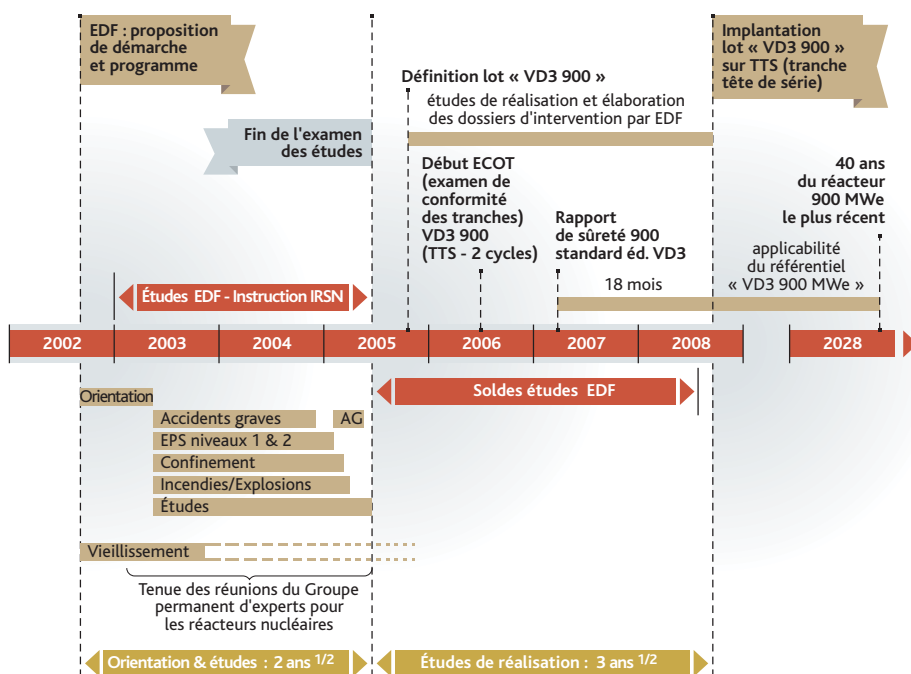 EDF : proposition
de démarche
et programme
Implantation
lot « VD3 900 »
sur TTS (tranche
tête de série)
Définition lot « VD3 900 »
études de réalisation et élaboration
des dossiers d'intervention par EDF
Fin de l'examen
des études
Début ECOT
(examen de
conformité
des tranches)
VD3 900
(TTS - 2 cycles)
Rapport
de sûreté 900
standard éd. VD3
40 ans
du réacteur
900 MWe
le plus récent
18 mois
applicabilité
du référentiel
« VD3 900 MWe »
Études EDF - Instruction IRSN
2002 2003 2004 2005 2006 2007 2008 2028
Soldes études EDF
Orientation
Accidents graves AG
EPS niveaux 1 & 2
Confinement
Incendies/Explosions
Études
Vieillissement
Tenue des réunions du Groupe
permanent d'experts pour
les réacteurs nucléaires
Orientation & études : 2 ans 1/2
Études de réalisation : 3 ans 1/2